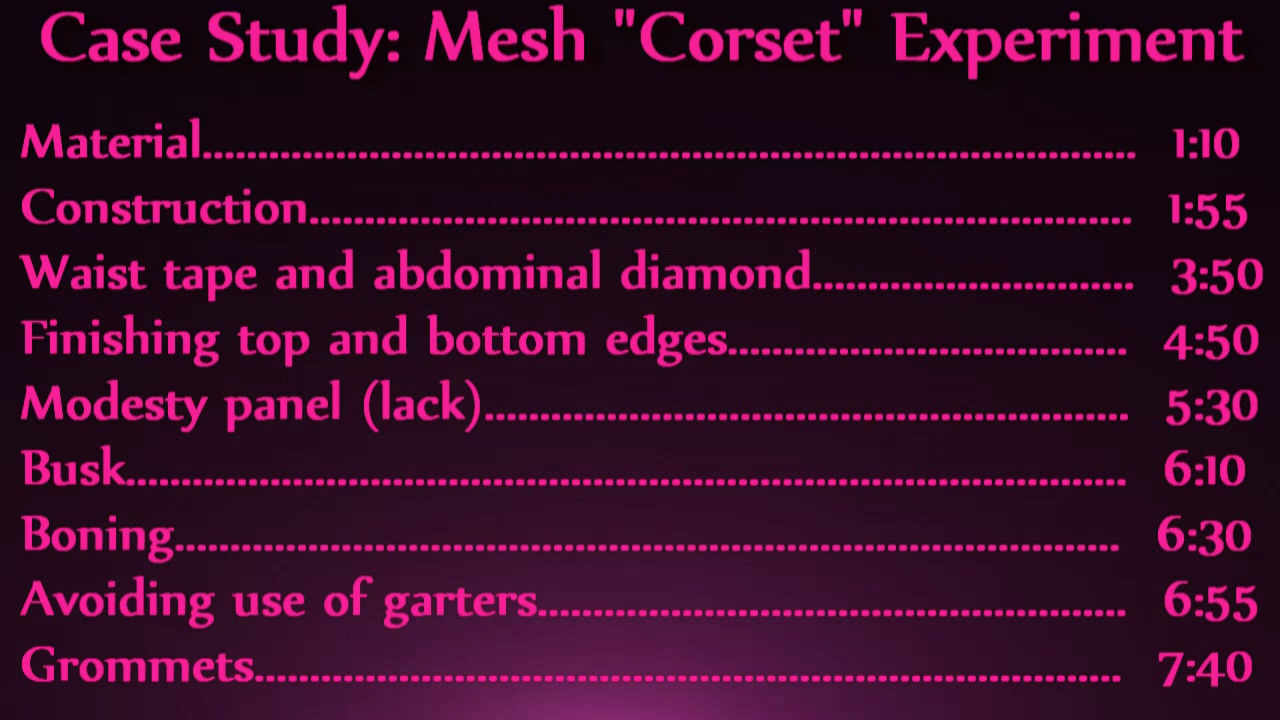 Case Study: Mesh "Corset" Experiment
Material.......................................................................................... 1:10
Construction............................................................................... 1:55
Waist tape and abdominal diamond............................... 3:50
Finishing top and bottom edges...................................... 4:50
Modesty panel (lack).............................................................. 5:30
Busk................................................................................................ 6:10
Boning........................................................................................... 6:30
Avoiding use of garters......................................................... 6:55
Grommets................................................................................... 7:40